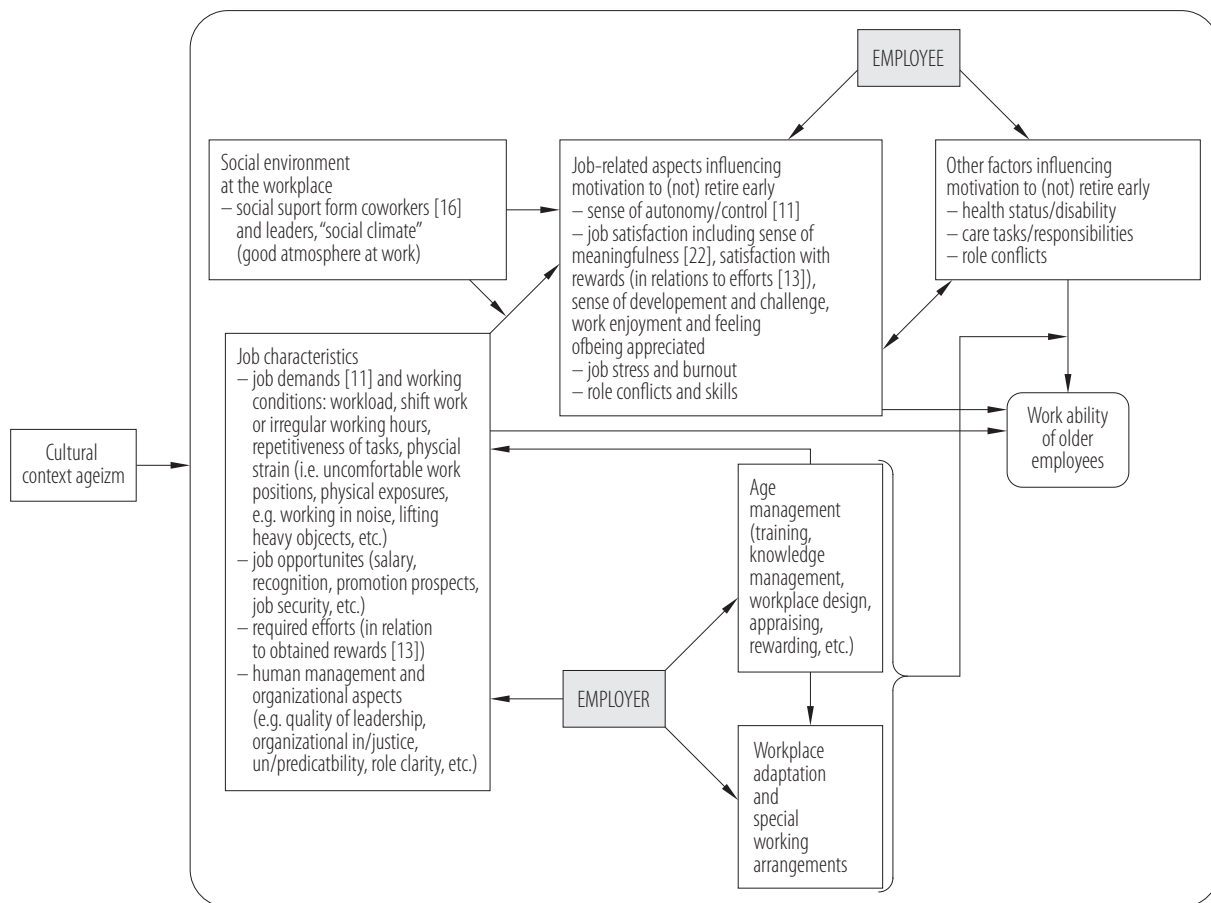 EMPLOYEE
Social environment
at the workplace
– social suport form coworkers [16]
and leaders, “social climate”
(good atmosphere at work)
Job-related aspects influencing
motivation to (not) retire early
– sense of autonomy/control [11]
– job satisfaction including sense of
meaningfulness [22], satisfaction with
rewards (in relations to efforts [13]),
sense of developement and challenge,
work enjoyment and feeling
ofbeing appreciated
– job stress and burnout
– role conflicts and skills
Other factors influencing
motivation to (not) retire early
– health status/disability
– care tasks/responsibilities
– role conflicts
Job characteristics
– job demands [11] and working
conditions: workload, shift work
or irregular working hours,
repetitiveness of tasks, physcial
strain (i.e. uncomfortable work
positions, physical exposures,
e.g. working in noise, lifting
heavy objcects, etc.)
– job opportunites (salary,
recognition, promotion prospects,
job security, etc.)
– required efforts (in relation
to obtained rewards [13])
– human management and
organizational aspects
(e.g. quality of leadership,
organizational in/justice,
un/predicatbility, role clarity, etc.)
Cultural
context ageizm
Work ability
of older
employees
Age
management
(training,
knowledge
management,
workplace design,
appraising,
rewarding, etc.)
EMPLOYER
Workplace
adaptation
and
special
working
arrangements